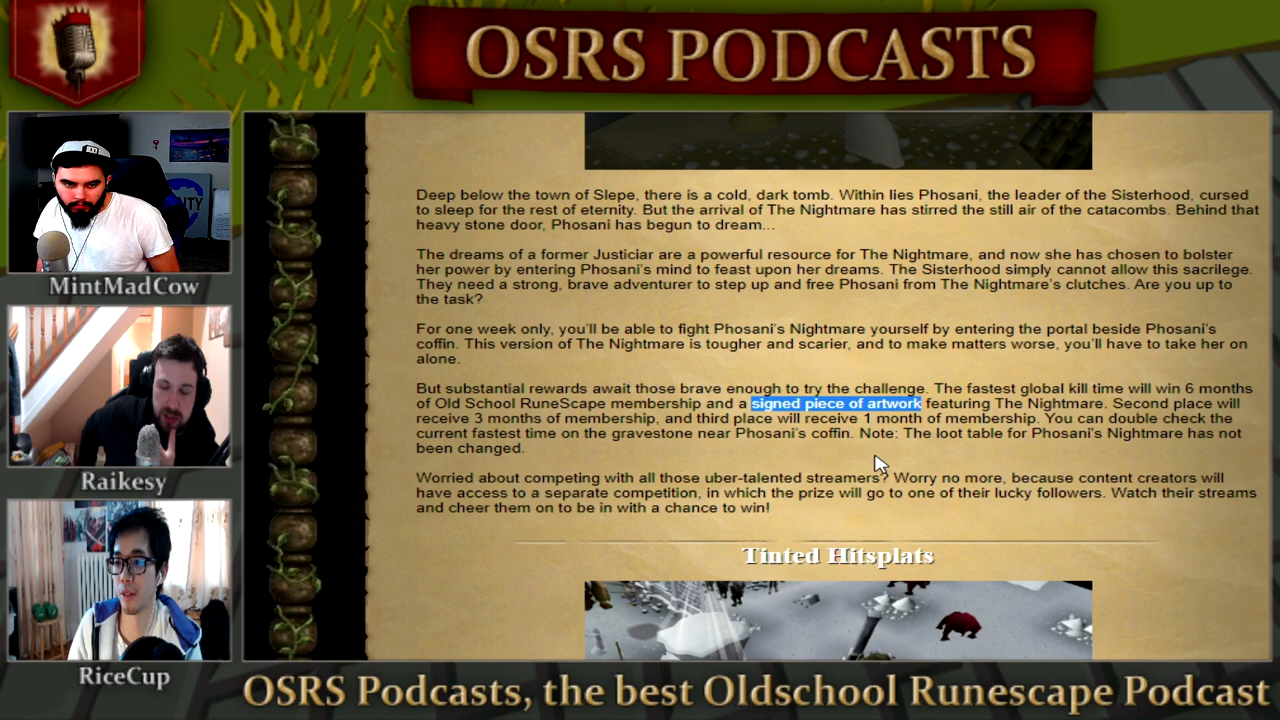 OSRS PODCASTS
MintMadCow
Raikesy
RiceCup
Deep below the town of Slepe, there is a cold, dark tomb. Within lies Phosani, the leader of the Sisterhood, cursed
to sleep for the rest of eternity. But the arrival of The Nightmare has stirred the still air of the catacombs. Behind that
heavy stone door, Phosani has begun to dream...
The dreams of a former Justiciar are a powerful resource for The Nightmare, and now she has chosen to bolster
her power by entering Phosani's mind to feast upon her dreams. The Sisterhood simply cannot allow this sacrilege.
They need a strong, brave adventurer to step up and free Phosani from The Nightmare's clutches. Are you up to
the task?
For one week only, you'll be able to fight Phosani's Nightmare yourself by entering the portal beside Phosani's
coffin. This version of The Nightmare is tougher and scarier, and to make matters worse, you'll have to take her on
alone.
But substantial rewards await those brave enough to try the challenge. The fastest global kill time will win 6 months
of Old School RuneScape membership and a signed piece of artwork featuring The Nightmare. Second place will
receive 3 months of membership, and third place will receive 1 month of membership. You can double check the
current fastest time on the gravestone near Phosani's coffin. Note: The loot table for Phosani's Nightmare has not
been changed.
Worried about competing with all those uber-talented streamers? Worry no more, because content creators will
have access to a separate competition, in which the prize will go to one of their lucky followers. Watch their streams
and cheer them on to be in with a chance to win!
Tinted Hitsplats
OSRS Podcasts, the best Oldschool Runescape Podcast